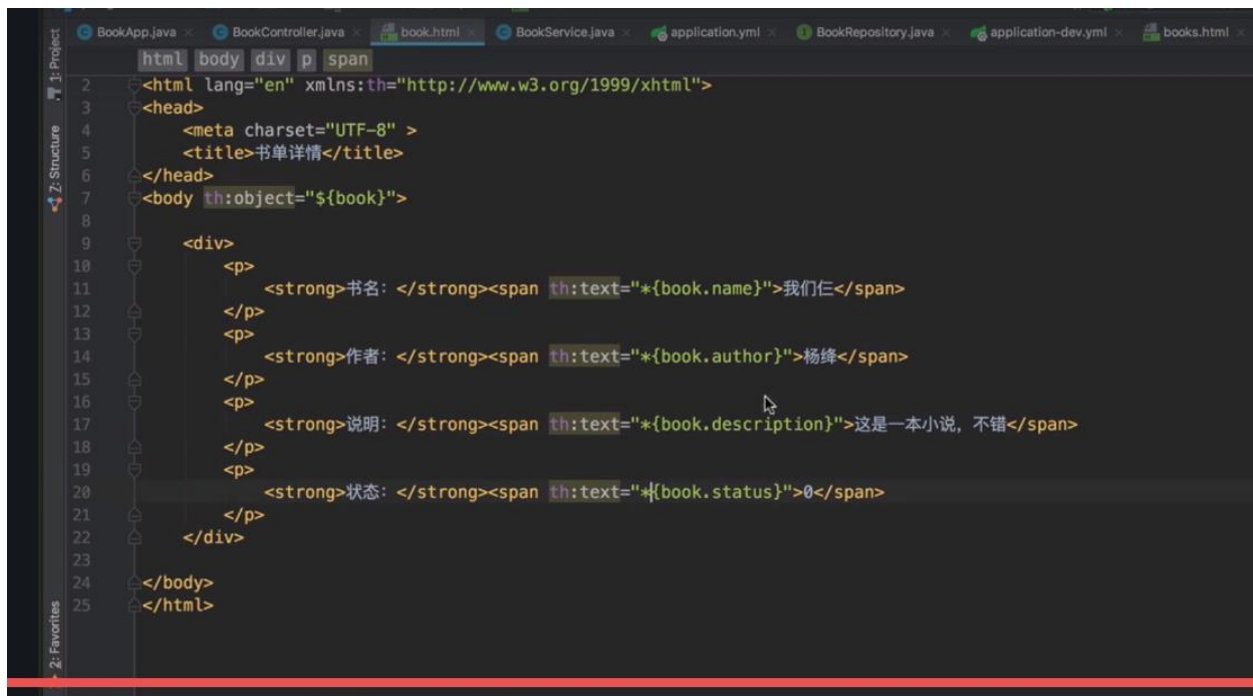 BookApp.java × BookController.java × book.html × BookService.java × application.yml × BookRepository.java × application-dev.yml × books.html ×
html body div p span
1: Project
7: Structure
2: Favorites
2 <html lang="en" xmlns:th="http://www.w3.org/1999/xhtml">
3 <head>
4 <meta charset="UTF-8" >
5 <title>书单详情</title>
6 </head>
7 <body th:object="${book}">
8
9 <div>
10 <p>
11 <strong>书名：</strong><span th:text="*{book.name}">我们仨</span>
12 </p>
13 <p>
14 <strong>作者：</strong><span th:text="*{book.author}">杨绛</span>
15 </p>
16 <p>
17 <strong>说明：</strong><span th:text="*{book.description}">这是一本小说，不错</span>
18 </p>
19 <p>
20 <strong>状态：</strong><span th:text="*{book.status}">0</span>
21 </p>
22 </div>
23
24 </body>
25 </html>